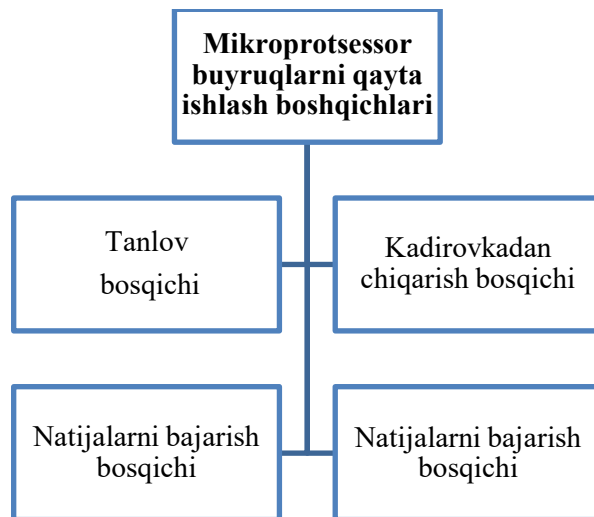 Mikroprotsessor
buyruqlarni qayta
ishlash boshqichlari
Tanlov
bosqichi
Kadirovkadan
chiqarish bosqichi
Natijalarni bajarish
bosqichi
Natijalarni bajarish
bosqichi